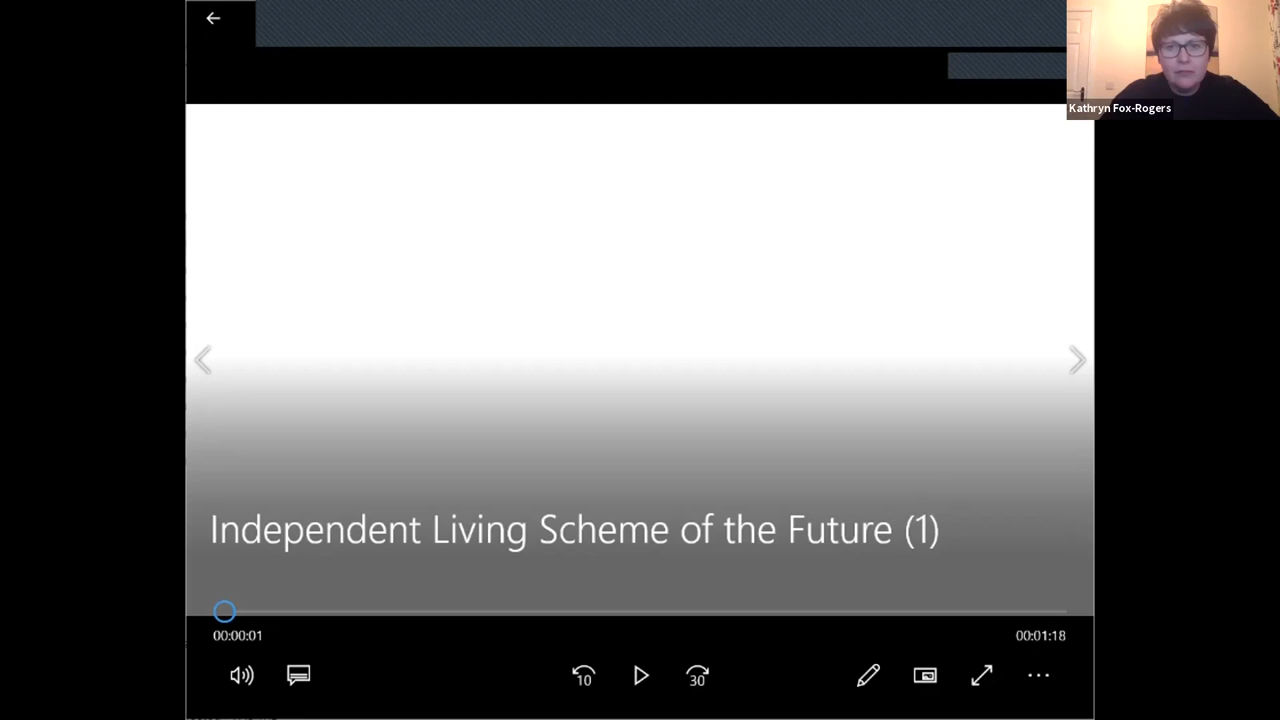 Kathryn Fox-Rogers
Independent Living Scheme of the Future (1)
00:00:01
00:01:18
10
30